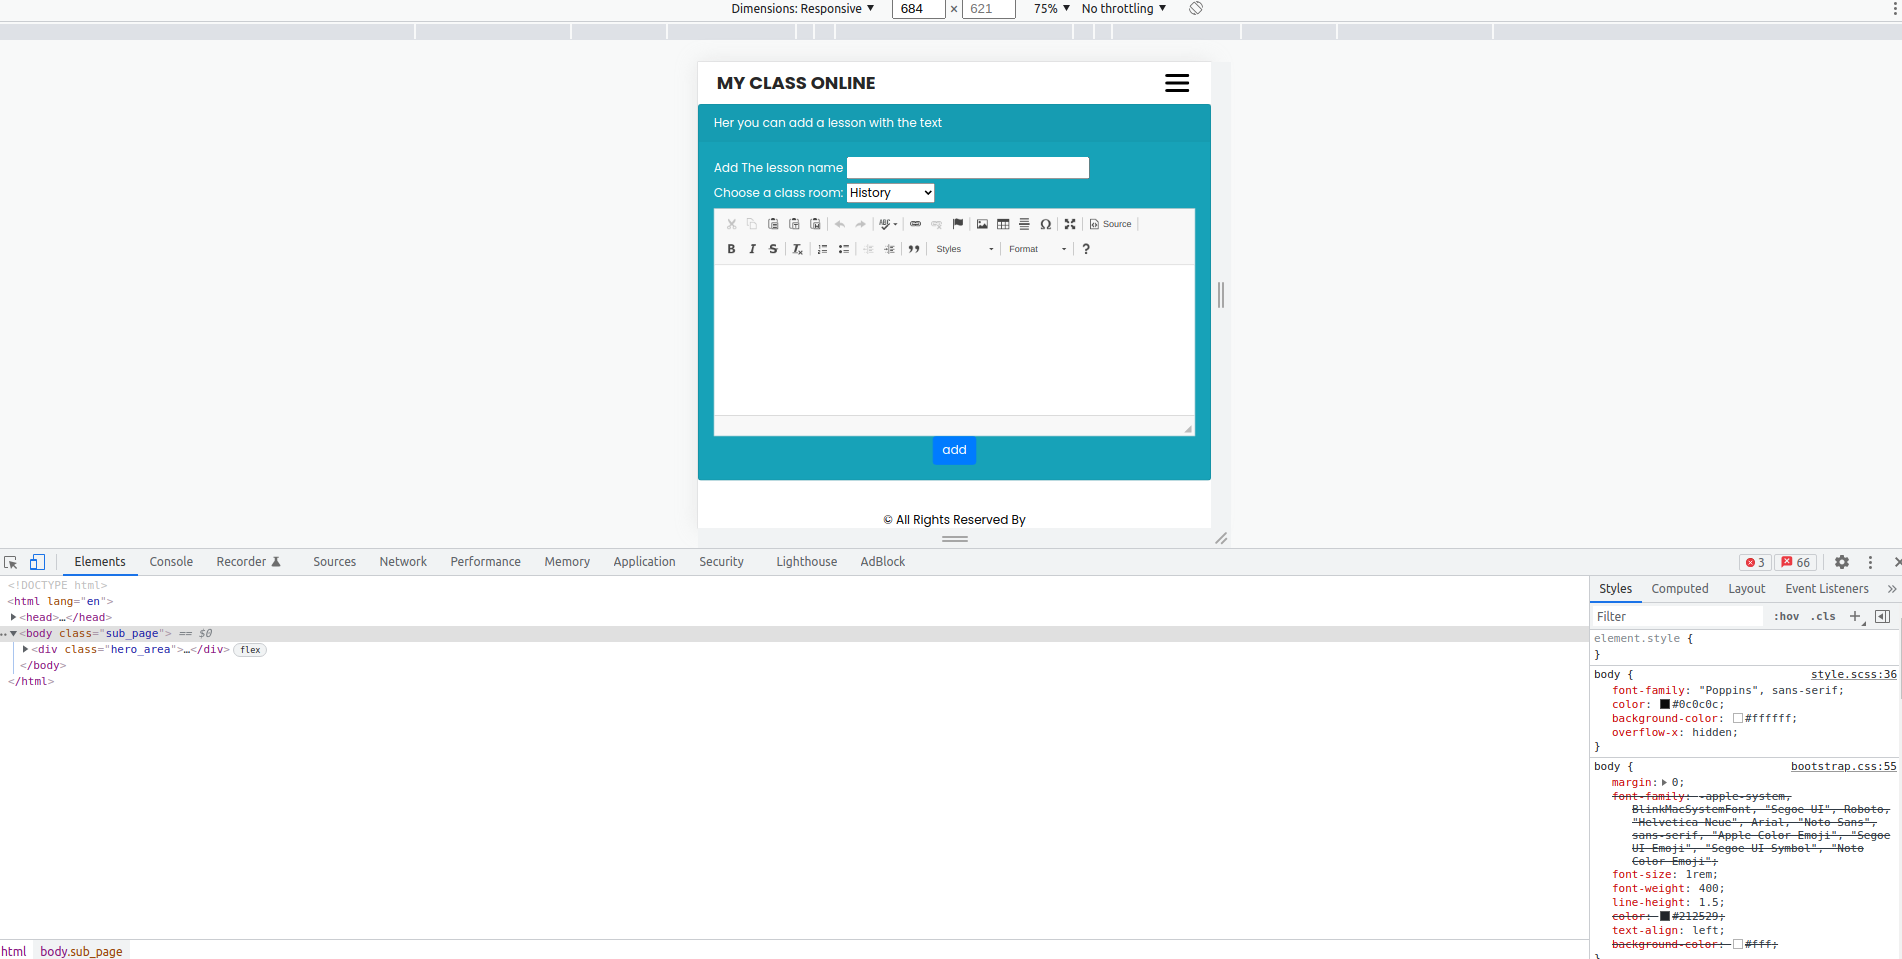 Dimensions: Responsive ▼ 684 × 621 75% ▼ No throttling ▼
MY CLASS ONLINE
Her you can add a lesson with the text
Add The lesson name
Choose a class room: History
Source
B I S Styles Format ?
add
© All Rights Reserved By
Elements Console Recorder Sources Network Performance Memory Application Security Lighthouse AdBlock 3 66
<!DOCTYPE html>
<html lang="en">
<head>…</head>
<body class="sub_page"> == $0
<div class="hero_area">…</div> flex
</body>
</html>
html body.sub_page
Styles Computed Layout Event Listeners »
Filter :hov .cls +
element.style {
}
body { style.scss:36
font-family: "Poppins", sans-serif;
color: #0c0c0c;
background-color: #ffffff;
overflow-x: hidden;
}
body { bootstrap.css:55
margin: 0;
font-family: -apple-system,
BlinkMacSystemFont, "Segoe UI", Roboto,
"Helvetica Neue", Arial, "Noto Sans",
sans-serif, "Apple Color Emoji", "Segoe
UI Emoji", "Segoe UI Symbol", "Noto
Color Emoji";
font-size: 1rem;
font-weight: 400;
line-height: 1.5;
color: #212529;
text-align: left;
background-color: #fff;
}